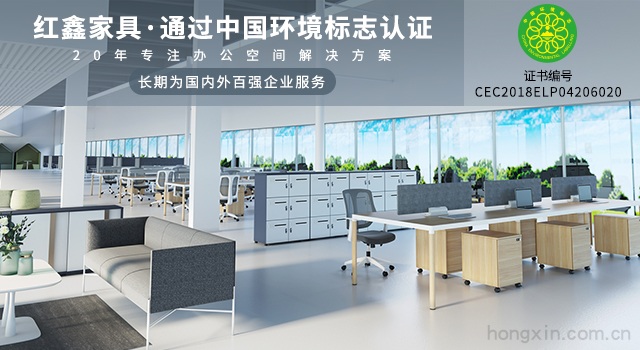 红鑫家具·通过中国环境标志认证
20年专注办公空间解决方案
长期为国内外百强企业服务
证书编号
CEC2018ELP04206020
hongxin.com.cn